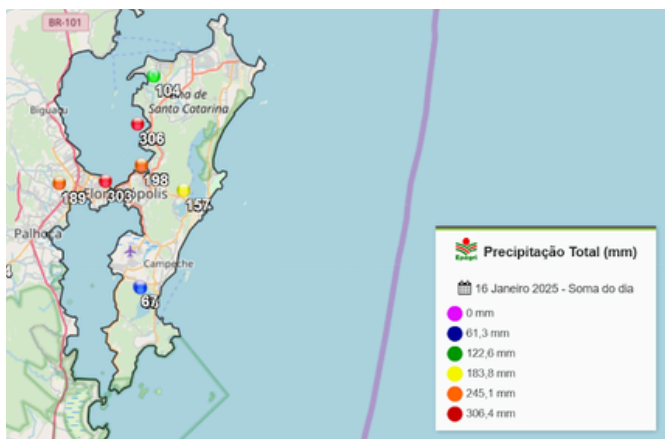 BR-101
104
Ilha de
Santa Catarina
Biguaçu
306
198
189
303
Florianópolis
157
Palhoça
4
Campeche
67
Epagri
Precipitação Total (mm)
16 Janeiro 2025 - Soma do dia
0 mm
61,3 mm
122,6 mm
183,8 mm
245,1 mm
306,4 mm